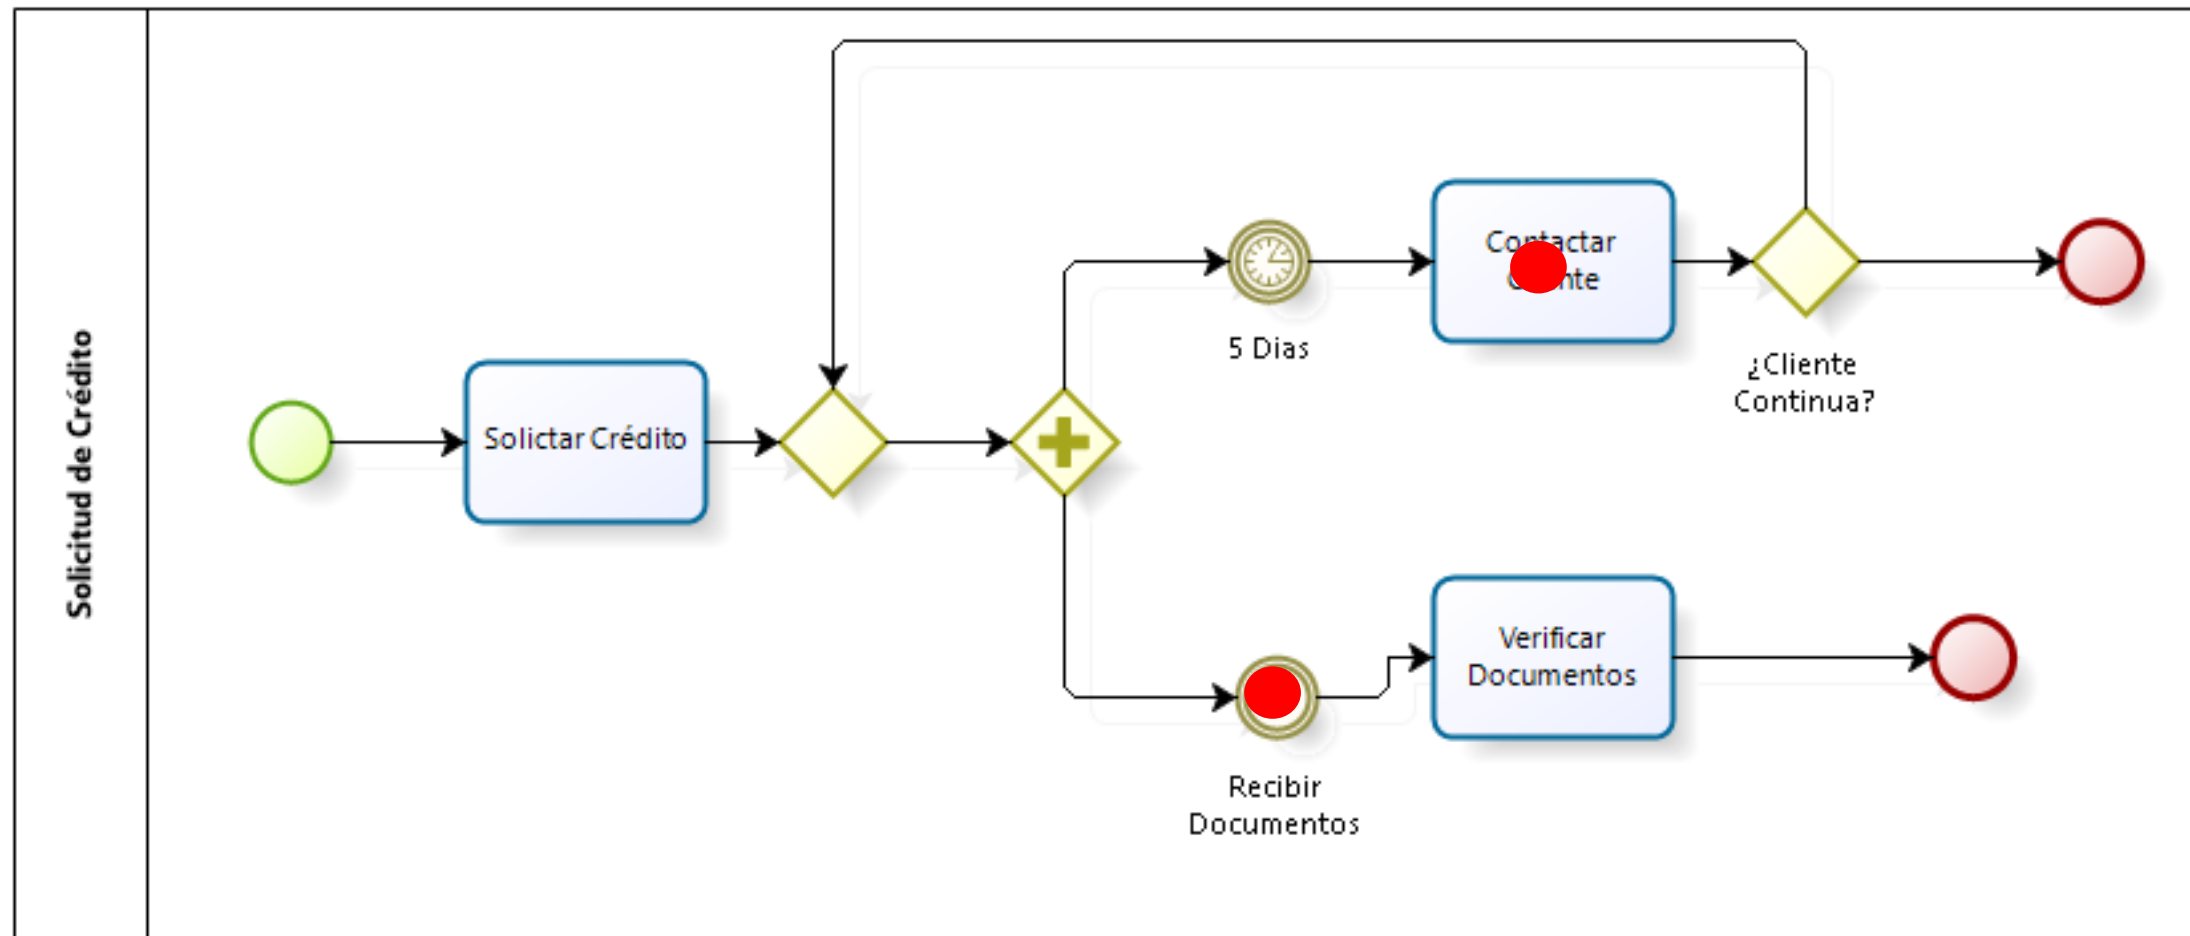 Solicitud de Crédito
Solictar Crédito
5 Dias
Contactar
¿Cliente
Continua?
Recibir
Documentos
Verificar
Documentos